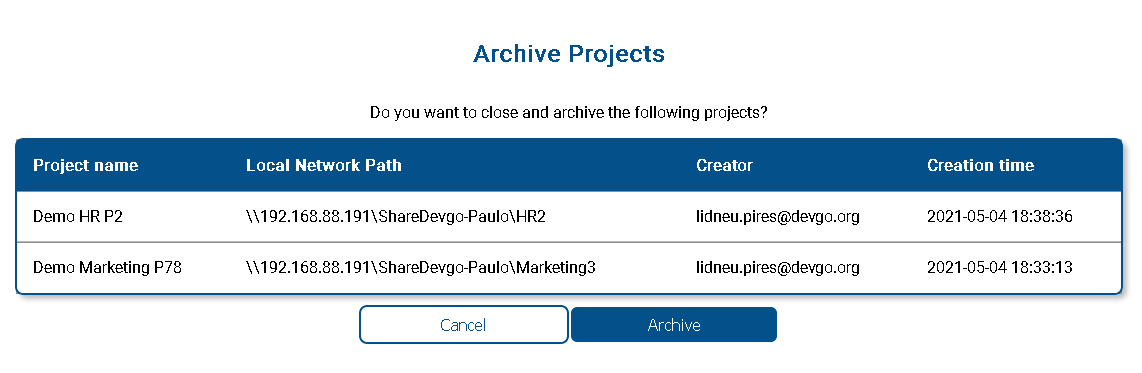 Archive Projects
Do you want to close and archive the following projects?
Project name Local Network Path Creator Creation time
Demo HR P2 \\192.168.88.191\ShareDevgo-Paulo\HR2 lidneu.pires@devgo.org 2021-05-04 18:38:36
Demo Marketing P78 \\192.168.88.191\ShareDevgo-Paulo\Marketing3 lidneu.pires@devgo.org 2021-05-04 18:33:13
Cancel Archive